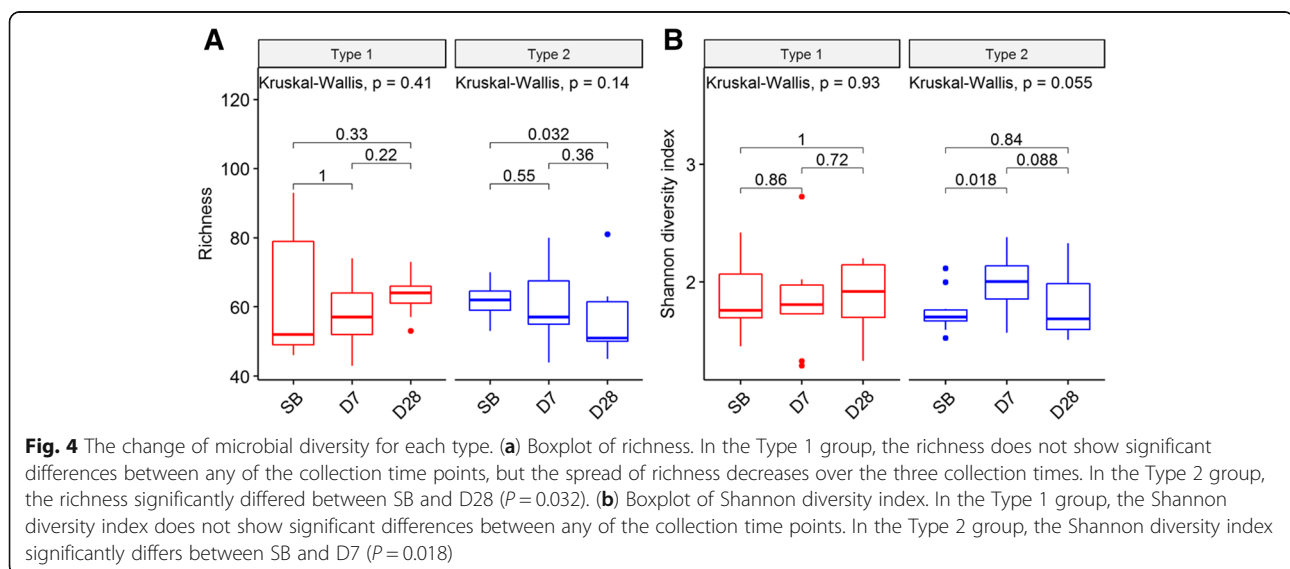 A
B
Type 1
Type 2
Type 1
Type 2
Kruskal-Wallis, p = 0.41
Kruskal-Wallis, p = 0.14
Kruskal-Wallis, p = 0.93
Kruskal-Wallis, p = 0.055
Richness
120
100
80
60
40
0.33
0.22
1
0.032
0.36
0.55
SB
D7
D28
SB
D7
D28
Shannon diversity index
3
2
1
0.72
0.86
0.84
0.088
0.018
SB
D7
D28
SB
D7
D28
Fig. 4 The change of microbial diversity for each type. (a) Boxplot of richness. In the Type 1 group, the richness does not show significant
differences between any of the collection time points, but the spread of richness decreases over the three collection times. In the Type 2 group,
the richness significantly differed between SB and D28 (P = 0.032). (b) Boxplot of Shannon diversity index. In the Type 1 group, the Shannon
diversity index does not show significant differences between any of the collection time points. In the Type 2 group, the Shannon diversity index
significantly differs between SB and D7 (P = 0.018)